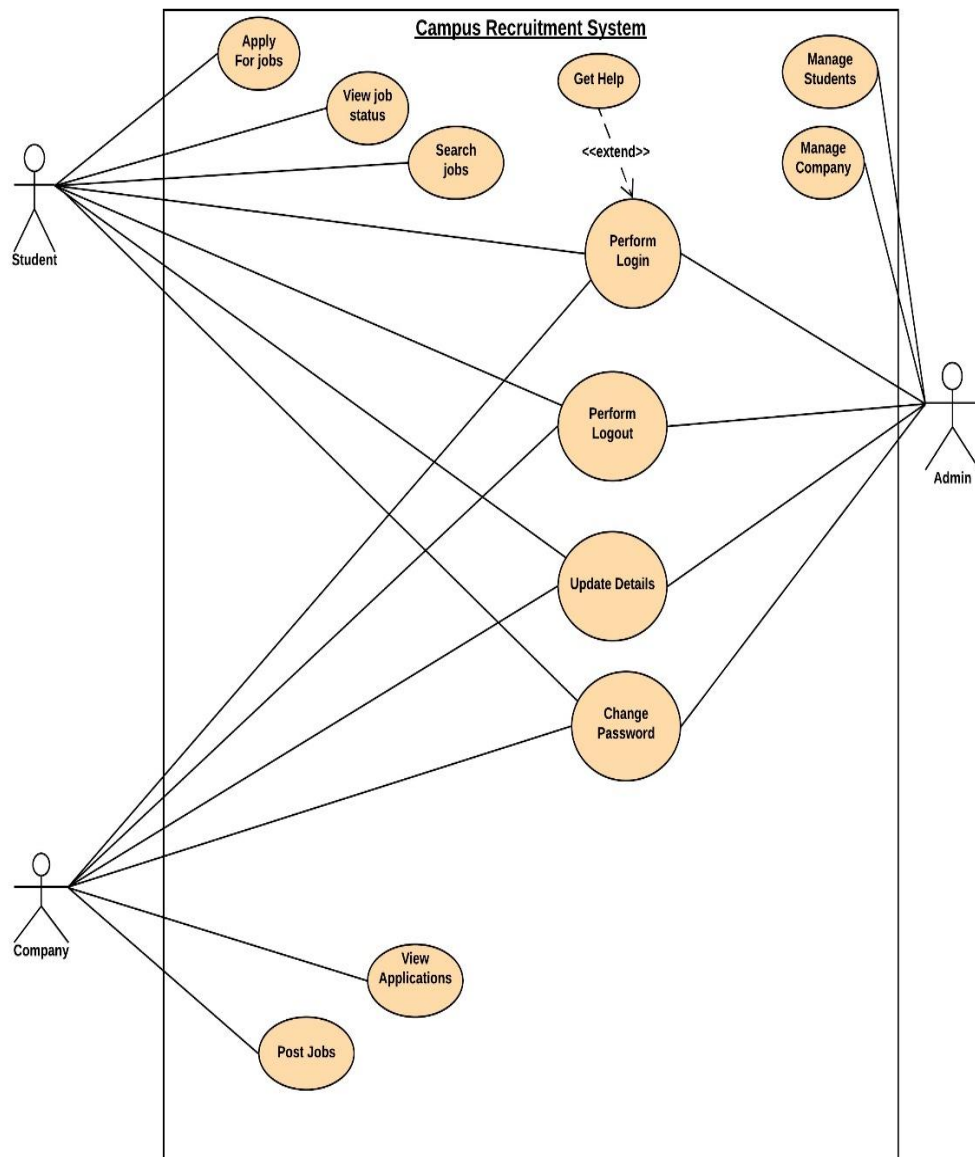 Campus Recruitment System
Apply
For jobs
View job
status
Search
jobs
Get Help
<<extend>>
Manage
Students
Manage
Company
Student
Perform
Login
Perform
Logout
Admin
Update Details
Change
Password
Company
View
Applications
Post Jobs